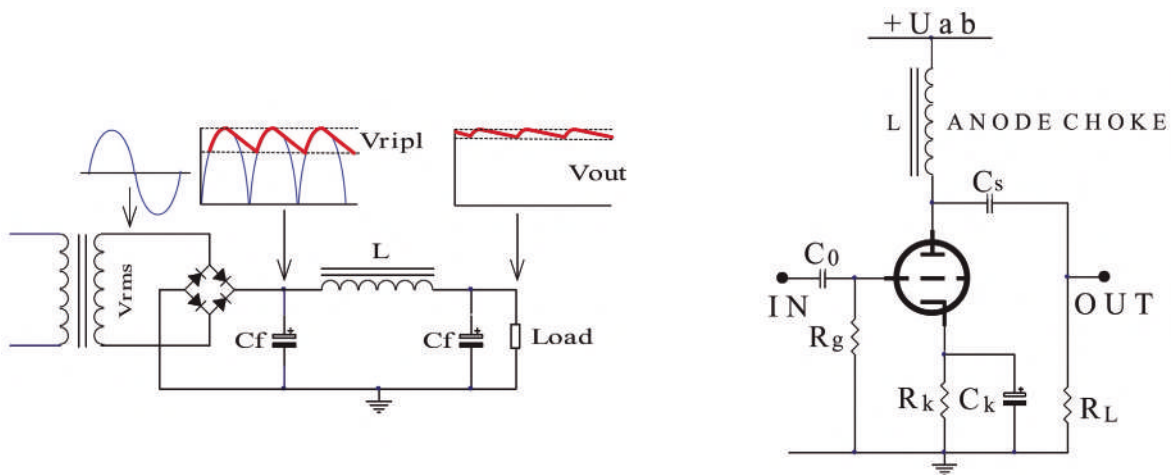 Vripl
Vout
Vrms
L
Cf
Cf
Load
+Uab
L
ANODE CHOKE
Cs
C0
IN
OUT
Rg
Rk
Ck
RL